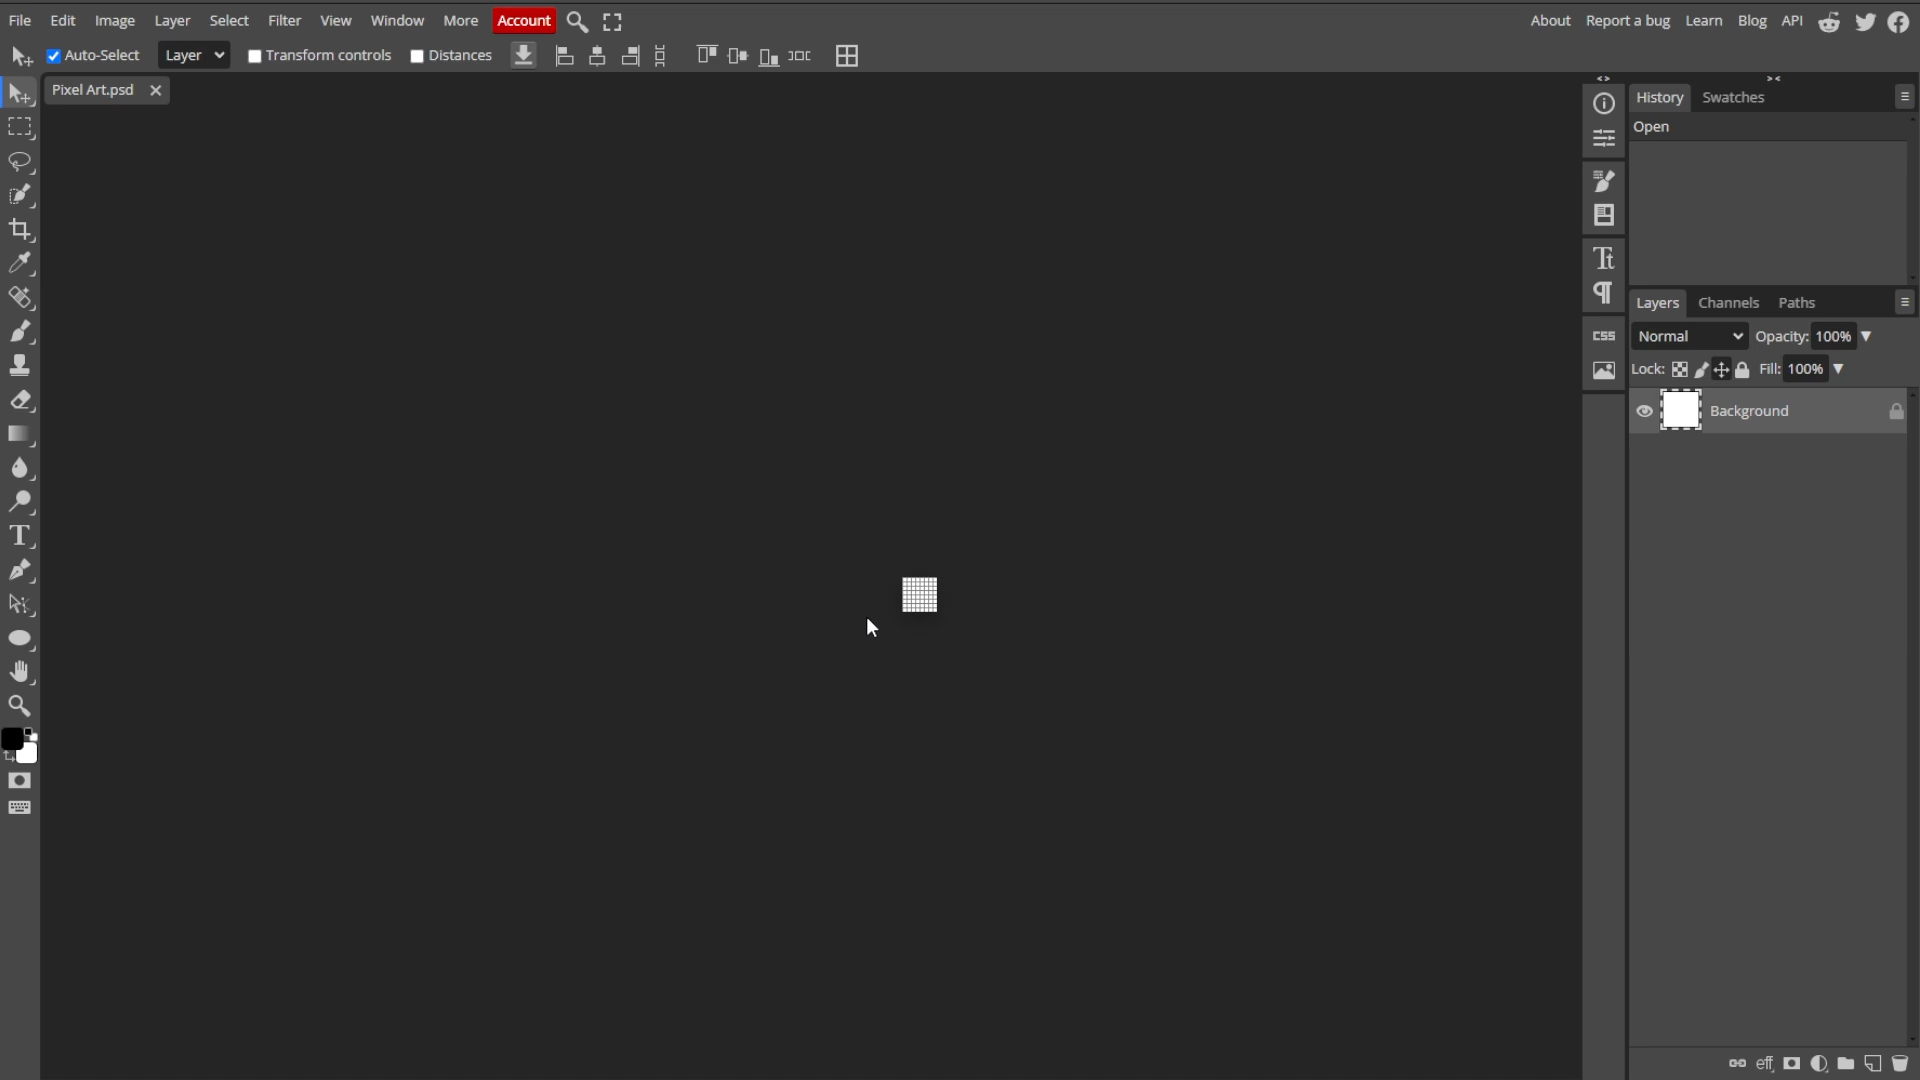 File Edit Image Layer Select Filter View Window More Account About Report a bug Learn Blog API
Auto-Select Layer Transform controls Distances
Pixel Art.psd
History Swatches
Open
Tt
CSS
Layers Channels Paths
Normal Opacity: 100%
Lock: Fill: 100%
Background
T
eff